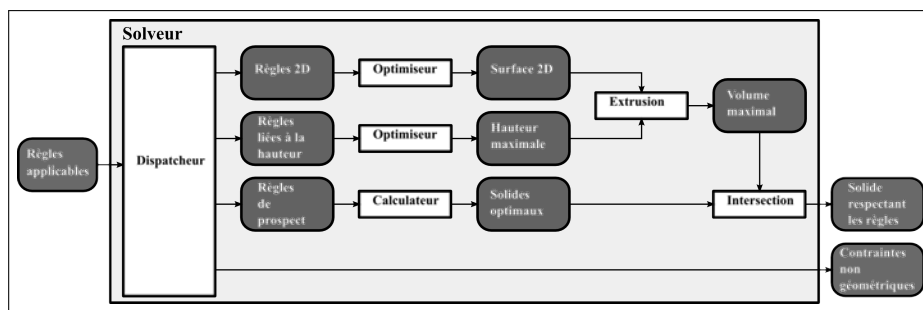 Solveur
Règles
applicables
Dispatcheur
Règles 2D
Optimiseur
Surface 2D
Extrusion
Volume
maximal
Règles
liées à la
hauteur
Optimiseur
Hauteur
maximale
Règles
de
prospect
Calculateur
Solides
optimaux
Intersection
Solide
respectant
les règles
Contraintes
non
géométriques